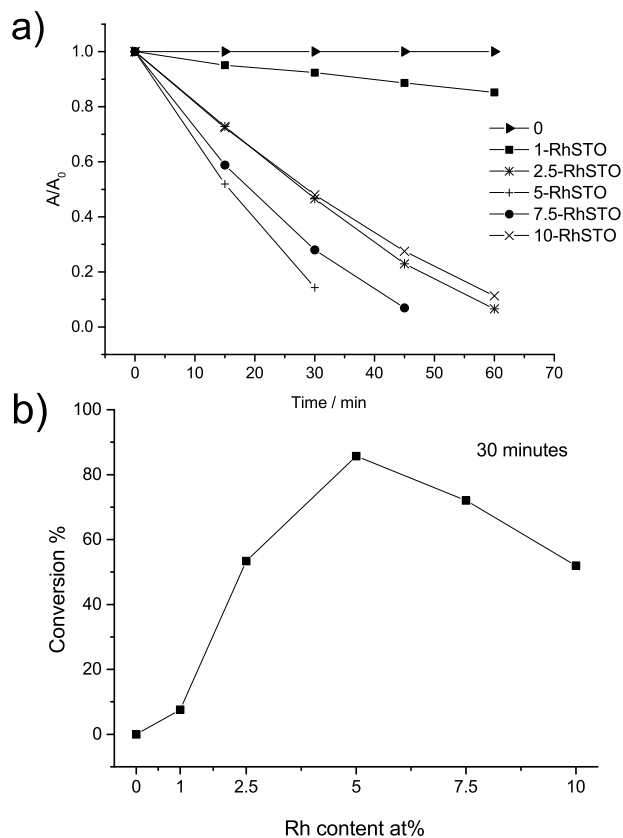 a)
1.0
0.8
0.6
0.4
0.2
0.0
A/A0
0
1-RhSTO
2.5-RhSTO
5-RhSTO
7.5-RhSTO
10-RhSTO
0 10 20 30 40 50 60 70
Time / min
b)
100
80
60
40
20
0
Conversion %
30 minutes
0 1 2.5 5 7.5 10
Rh content at%